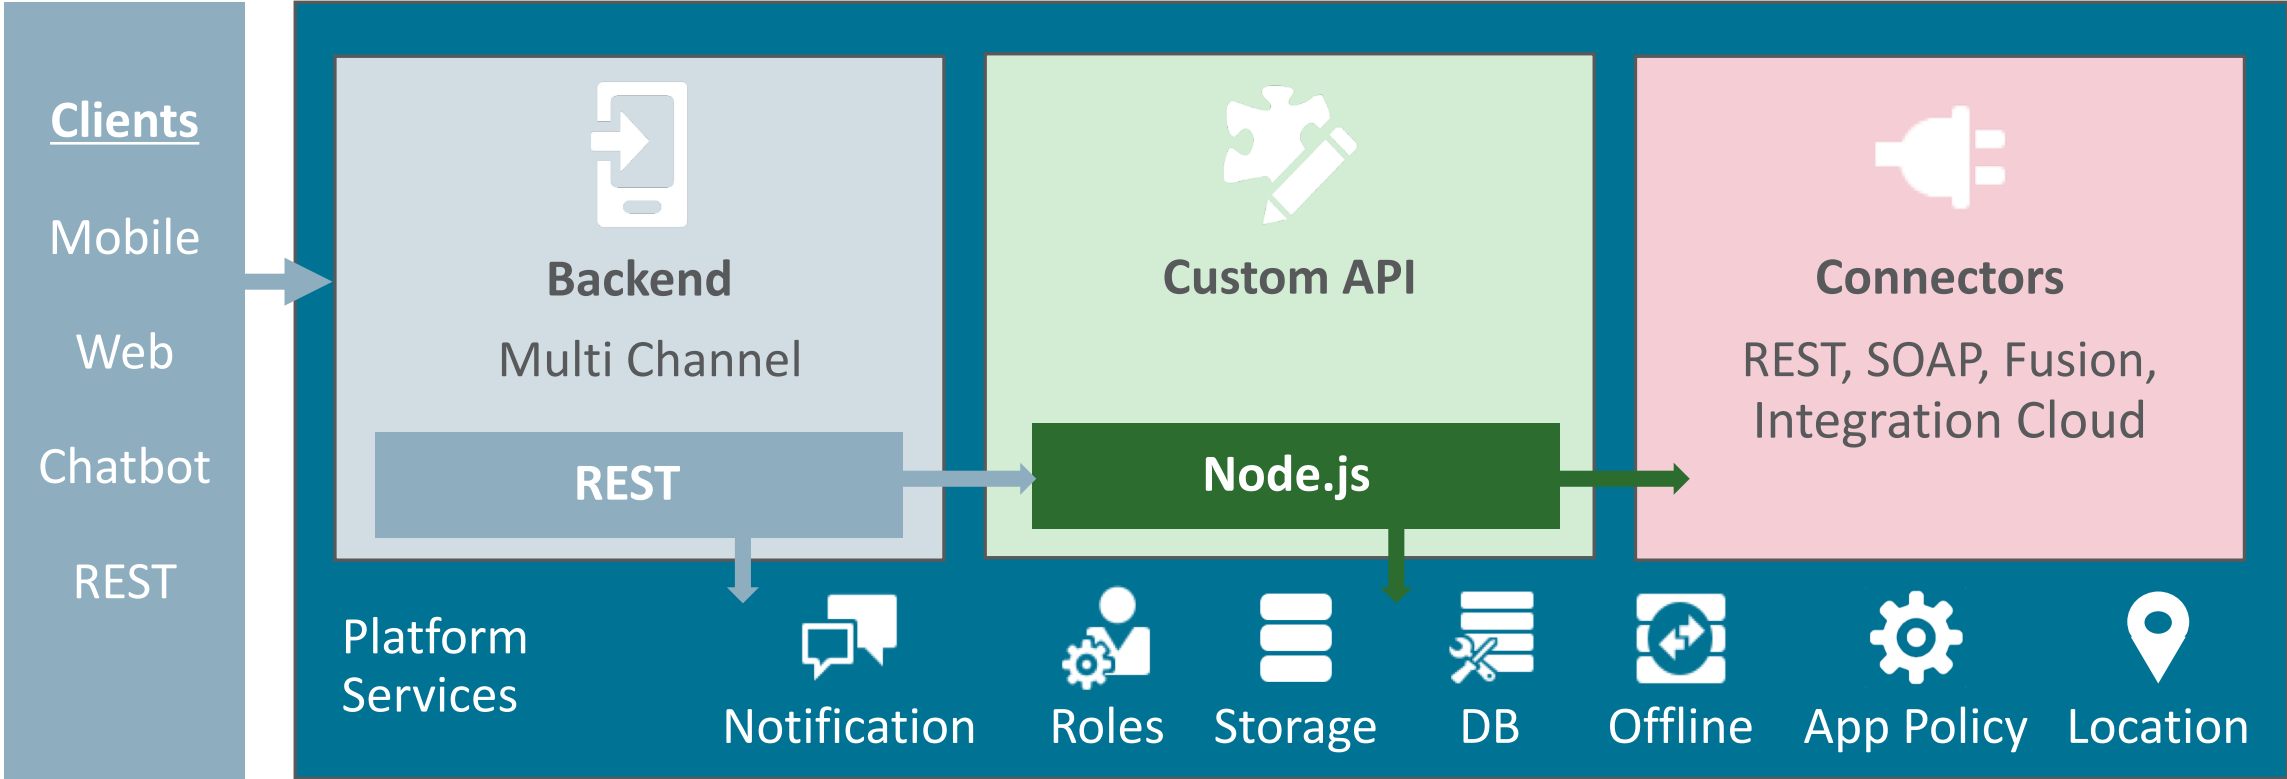 Clients
Mobile
Web
Chatbot
REST
Backend
Multi Channel
REST
Custom API
Node.js
Connectors
REST, SOAP, Fusion,
Integration Cloud
Platform
Services
Notification
Roles
Storage
DB
Offline
App Policy
Location